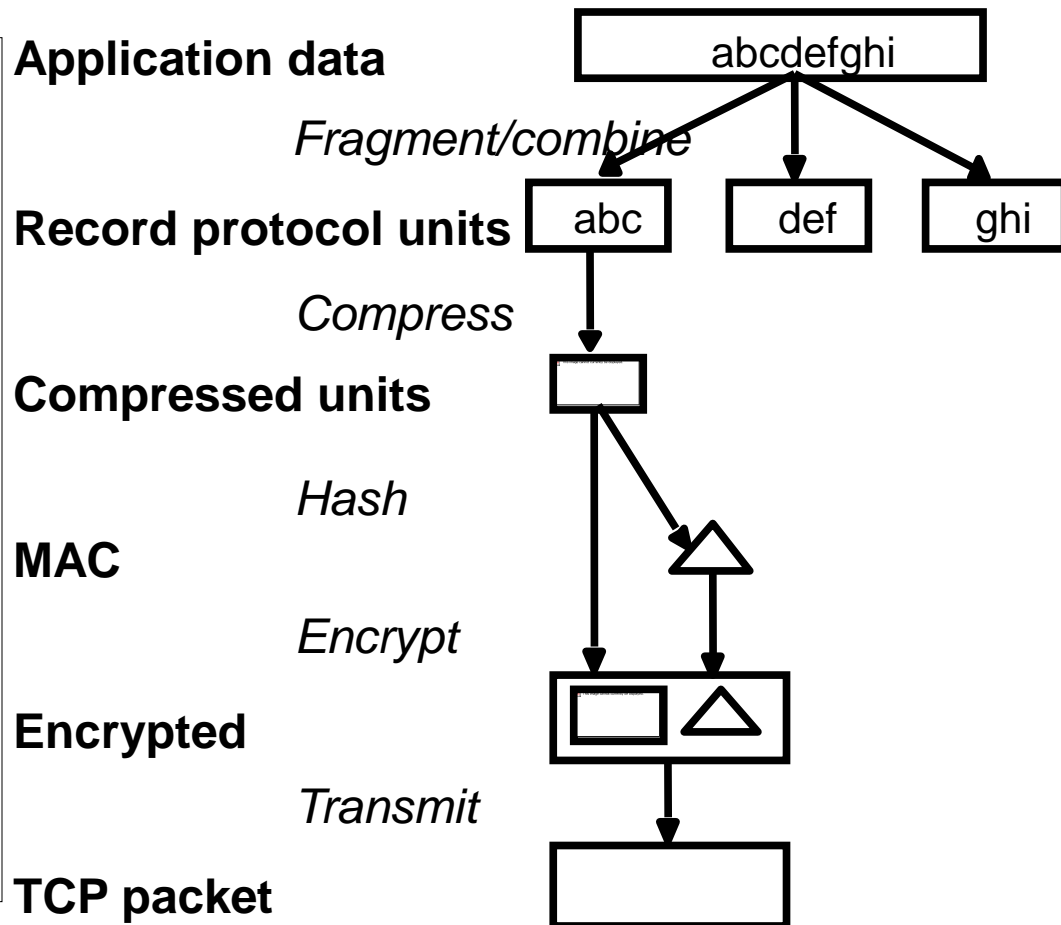 Application data
abcdefghi
Fragment/combine
Record protocol units
abc
def
ghi
Compress
Compressed units
Hash
MAC
Encrypt
Encrypted
Transmit
TCP packet